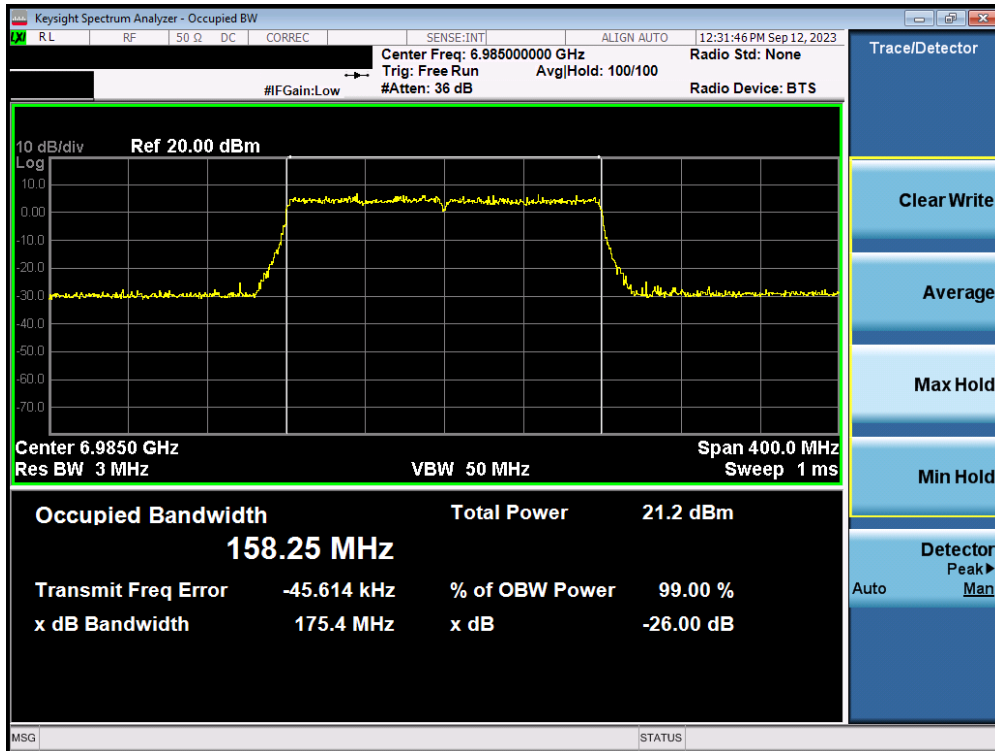 Keysight Spectrum Analyzer - Occupied BW
LXI RL RF 50 Ω DC CORREC SENSE:INT ALIGN AUTO 12:31:46 PM Sep 12, 2023
Center Freq: 6.985000000 GHz Radio Std: None
Trig: Free Run Avg|Hold: 100/100
#IFGain:Low #Atten: 36 dB Radio Device: BTS
10 dB/div Ref 20.00 dBm
Log
10.0
0.00
-10.0
-20.0
-30.0
-40.0
-50.0
-60.0
-70.0
Center 6.9850 GHz Span 400.0 MHz
Res BW 3 MHz VBW 50 MHz Sweep 1 ms
Occupied Bandwidth Total Power 21.2 dBm
158.25 MHz
Transmit Freq Error -45.614 kHz % of OBW Power 99.00 %
x dB Bandwidth 175.4 MHz x dB -26.00 dB
MSG STATUS
Trace/Detector
Clear Write
Average
Max Hold
Min Hold
Detector
Peak▶
Auto Man